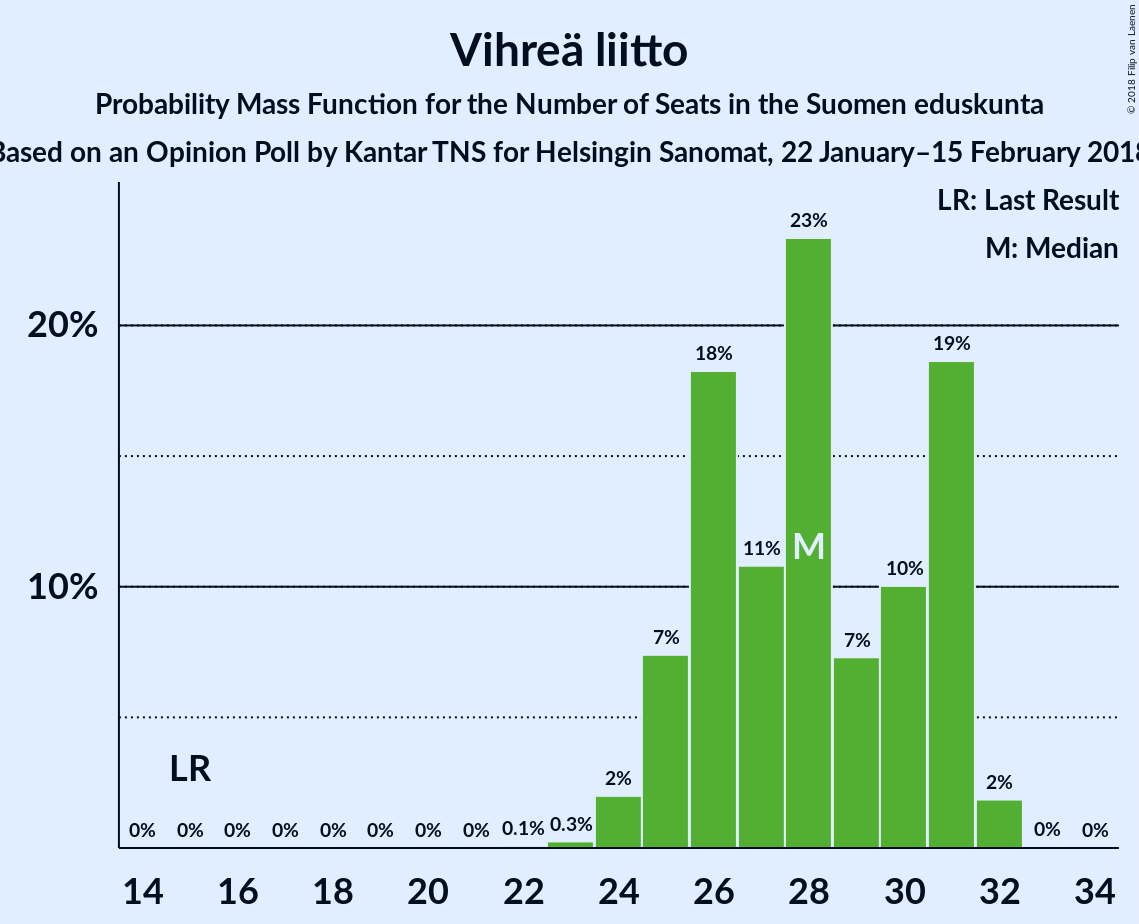 © 2018 Filip van Laenen
Vihreä liitto
Probability Mass Function for the Number of Seats in the Suomen eduskunta
Based on an Opinion Poll by Kantar TNS for Helsingin Sanomat, 22 January–15 February 2018
LR: Last Result
M: Median
20%
10%
23%
19%
18%
11%
M
10%
7%
7%
LR
2%
2%
0% 0% 0% 0% 0% 0% 0% 0% 0.1% 0.3% 0% 0%
14 16 18 20 22 24 26 28 30 32 34